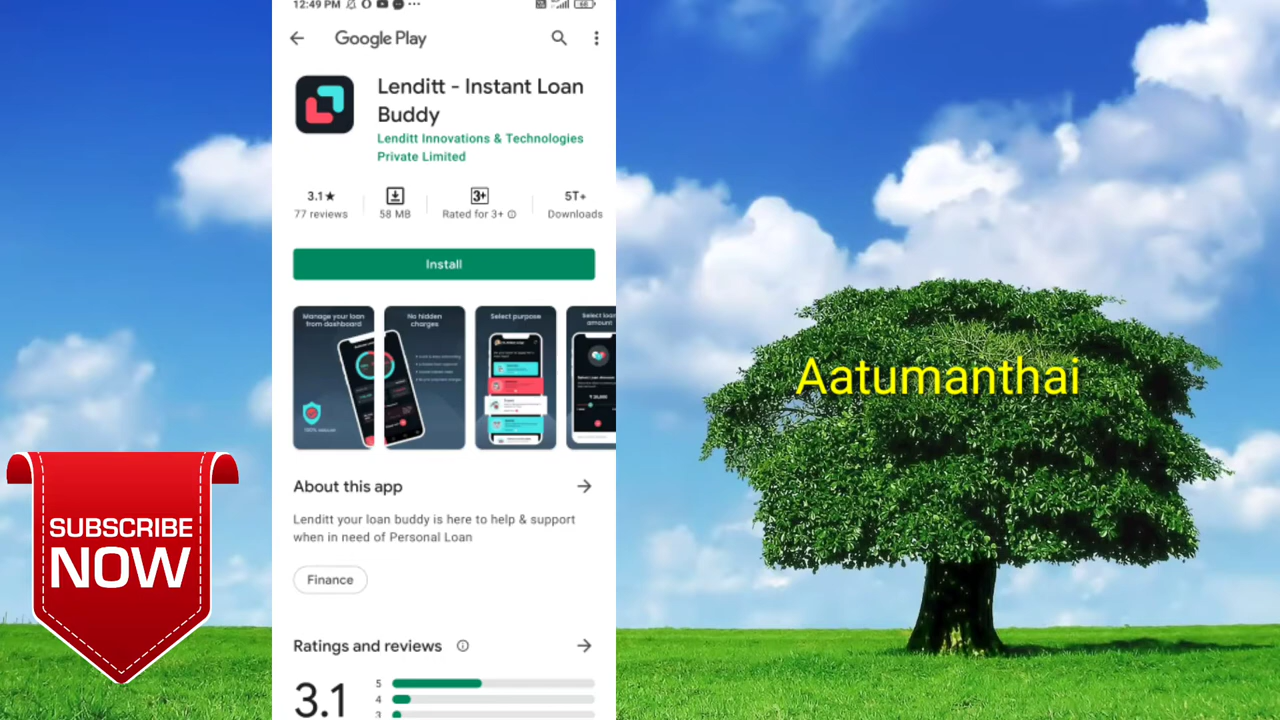 12:49 PM
Google Play
Lenditt - Instant Loan
Buddy
Lenditt Innovations & Technologies
Private Limited
3.1★
77 reviews
58 MB
3+
Rated for 3+
5T+
Downloads
Install
Manage your loan
from dashboard
100% secure
No hidden
charges
Select purpose
Select loan
amount
About this app
Lenditt your loan buddy is here to help & support
when in need of Personal Loan
Finance
Ratings and reviews
3.1
5
4
3
SUBSCRIBE
NOW
Aatumanthai